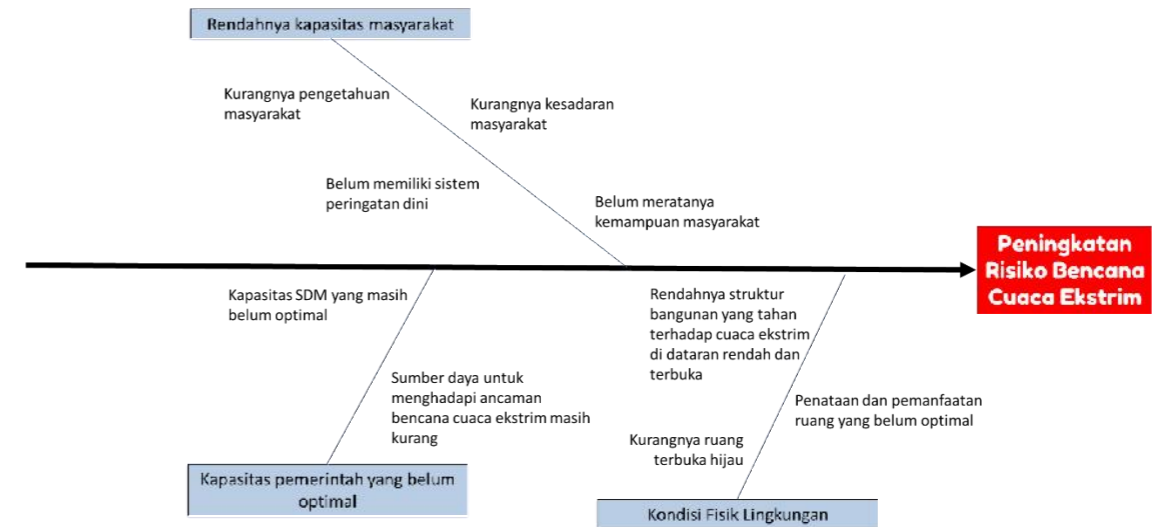 Rendahnya kapasitas masyarakat
Kurangnya pengetahuan
masyarakat
Kurangnya kesadaran
masyarakat
Belum memiliki sistem
peringatan dini
Belum meratanya
kemampuan masyarakat
Peningkatan
Risiko Bencana
Cuaca Ekstrim
Kapasitas SDM yang masih
belum optimal
Sumber daya untuk
menghadapi ancaman
bencana cuaca ekstrim masih
kurang
Rendahnya struktur
bangunan yang tahan
terhadap cuaca ekstrim
di dataran rendah dan
terbuka
Penataan dan pemanfaatan
ruang yang belum optimal
Kurangnya ruang
terbuka hijau
Kapasitas pemerintah yang belum
optimal
Kondisi Fisik Lingkungan